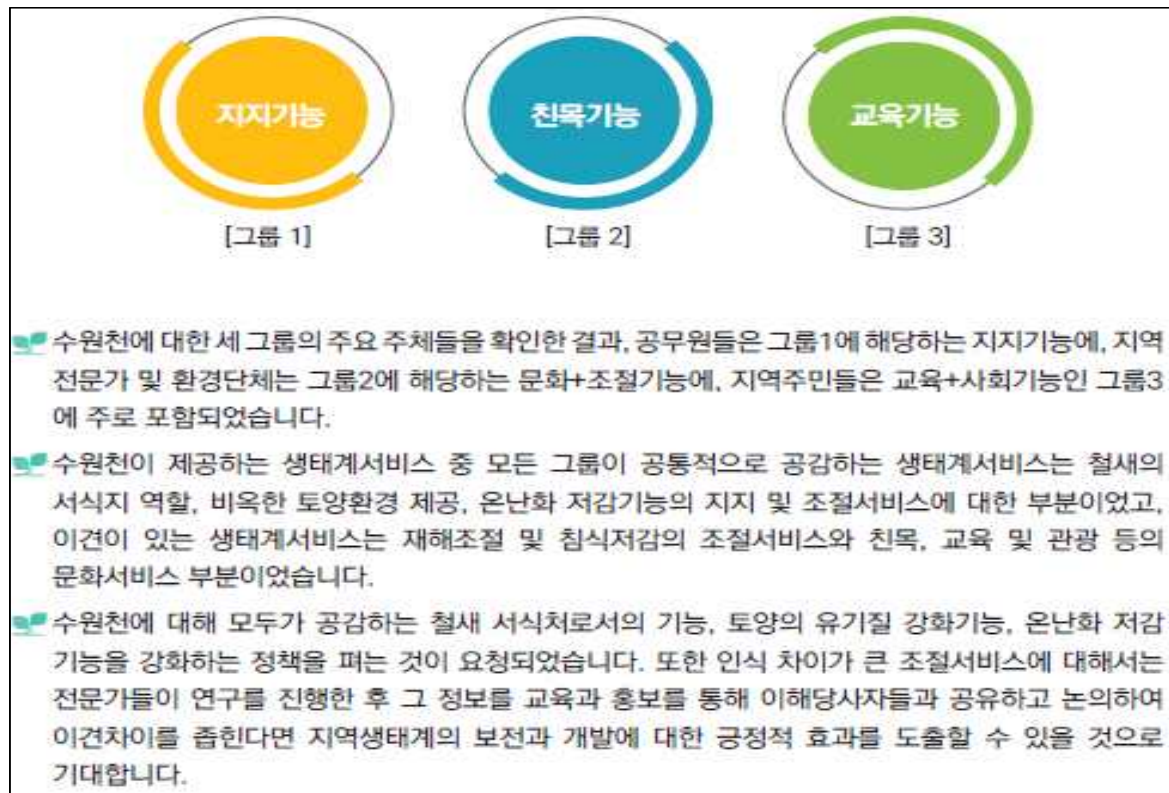 지지기능
친목기능
교육기능
[그룹 1]
[그룹 2]
[그룹 3]
수원천에 대한 세 그룹의 주요 주체들을 확인한 결과, 공무원들은 그룹1에 해당하는 지지기능에, 지역
전문가 및 환경단체는 그룹2에 해당하는 문화+조절기능에, 지역주민들은 교육+사회기능인 그룹3
에 주로 포함되었습니다.
수원천이 제공하는 생태계서비스 중 모든 그룹이 공통적으로 공감하는 생태계서비스는 철새의
서식지 역할, 비옥한 토양환경 제공, 온난화 저감기능의 지지 및 조절서비스에 대한 부분이었고,
이견이 있는 생태계서비스는 재해조절 및 침식저감의 조절서비스와 친목, 교육 및 관광 등의
문화서비스 부분이었습니다.
수원천에 대해 모두가 공감하는 철새 서식처로서의 기능, 토양의 유기질 강화기능, 온난화 저감
기능을 강화하는 정책을 펴는 것이 요청되었습니다. 또한 인식 차이가 큰 조절서비스에 대해서는
전문가들이 연구를 진행한 후 그 정보를 교육과 홍보를 통해 이해당사자들과 공유하고 논의하여
이견차이를 좁힌다면 지역생태계의 보전과 개발에 대한 긍정적 효과를 도출할 수 있을 것으로
기대합니다.